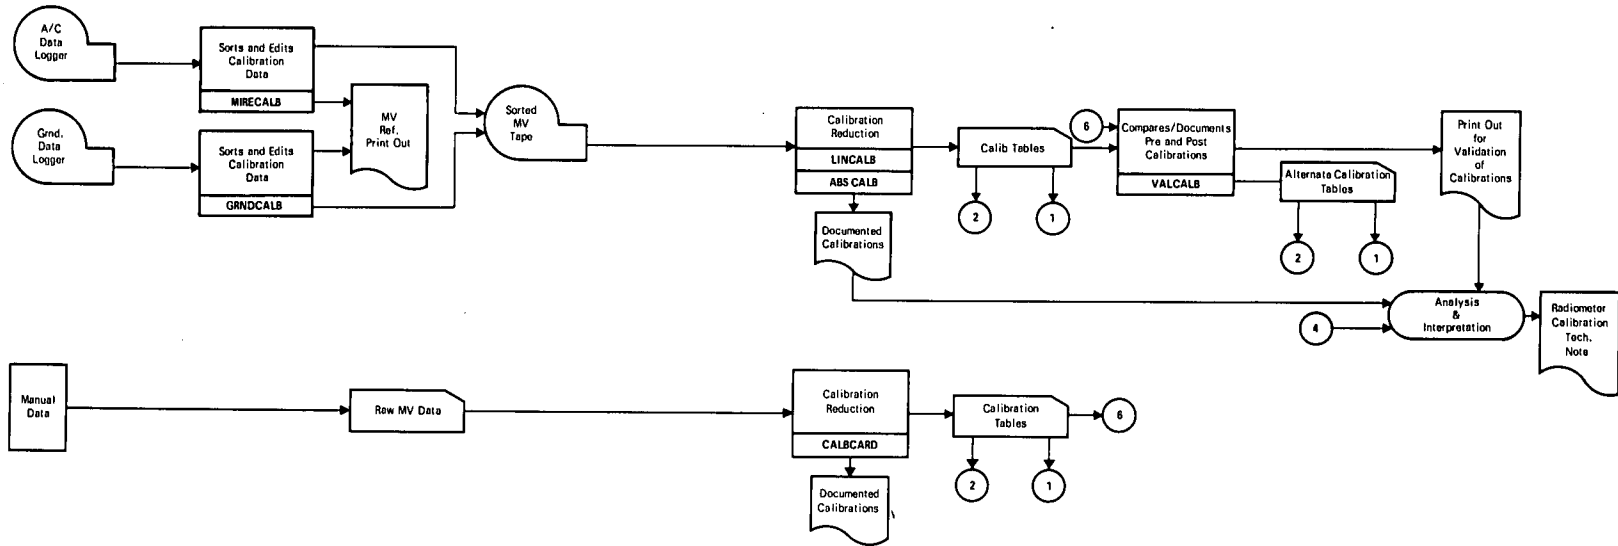 A/C
Data
Logger
Sorts and Edits
Calibration
Data
MIRECALB
Grnd.
Data
Logger
Sorts and Edits
Calibration
Data
GRNDCALB
MV
Ref.
Print Out
Sorted
MV
Tape
Calibration
Reduction
LINCALB
ABS CALB
Documented
Calibrations
Calib Tables
2
1
6
Compares/Documents
Pre and Post
Calibrations
VALCALB
Alternate Calibration
Tables
2
1
Print Out
for
Validation
of
Calibrations
4
Analysis
&
Interpretation
Radiometer
Calibration
Tech.
Note
Manual
Data
Raw MV Data
Calibration
Reduction
CALBCARD
Documented
Calibrations
Calibration
Tables
2
1
6